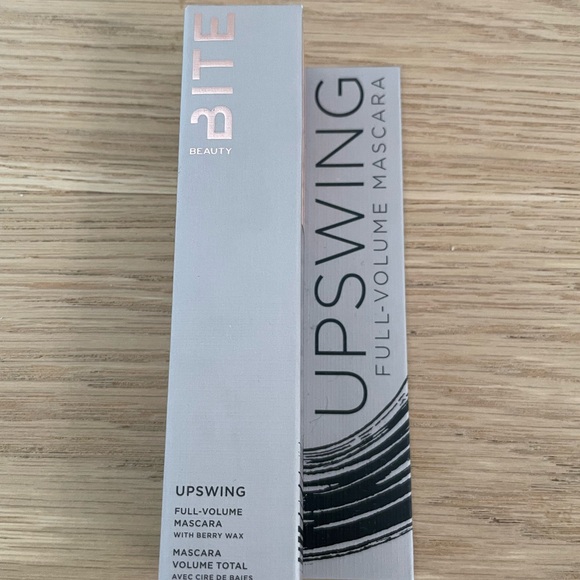 BITE
BEAUTY
UPSWING
FULL-VOLUME MASCARA
UPSWING
FULL-VOLUME
MASCARA
WITH BERRY WAX
MASCARA
VOLUME TOTAL
AVEC CIRE DE BAIES